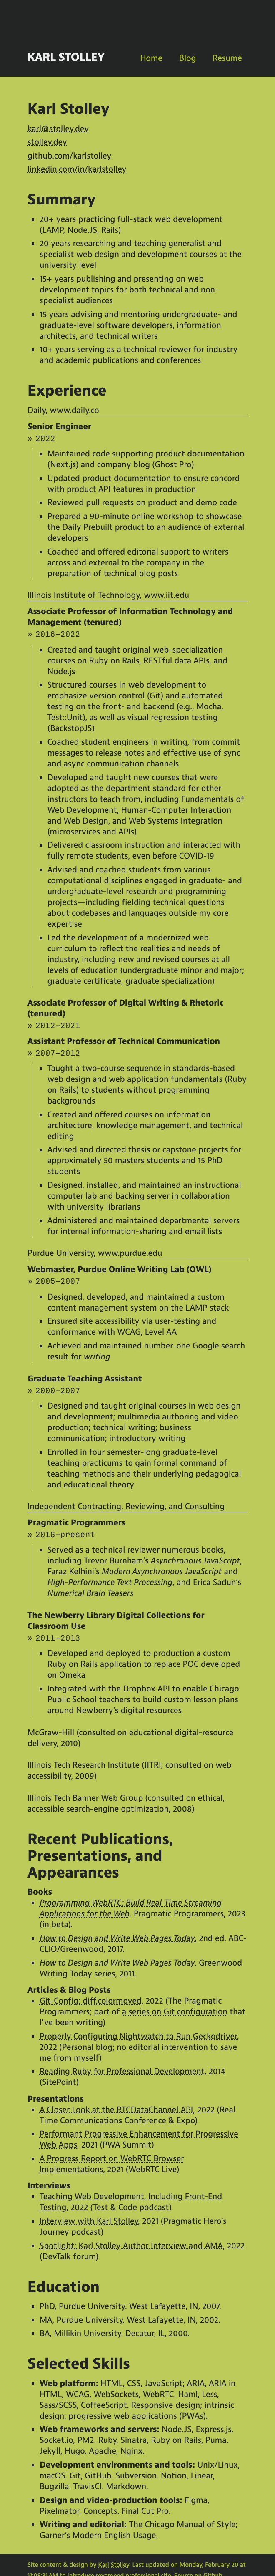 KARL STOLLEY
Home Blog Résumé
Karl Stolley
karl@stolley.dev
stolley.dev
github.com/karlstolley
linkedin.com/in/karlstolley
Summary
20+ years practicing full-stack web development
(LAMP, Node.JS, Rails)
20 years researching and teaching generalist and
specialist web design and development courses at the
university level
15+ years publishing and presenting on web
development topics for both technical and non-
specialist audiences
15 years advising and mentoring undergraduate- and
graduate-level software developers, information
architects, and technical writers
10+ years serving as a technical reviewer for industry
and academic publications and conferences
Experience
Daily, www.daily.co
Senior Engineer
» 2022
Maintained code supporting product documentation
(Next.js) and company blog (Ghost Pro)
Updated product documentation to ensure concord
with product API features in production
Reviewed pull requests on product and demo code
Prepared a 90-minute online workshop to showcase
the Daily Prebuilt product to an audience of external
developers
Coached and offered editorial support to writers
across and external to the company in the
preparation of technical blog posts
Illinois Institute of Technology, www.iit.edu
Associate Professor of Information Technology and
Management (tenured)
» 2016–2022
Created and taught original web-specialization
courses on Ruby on Rails, RESTful data APIs, and
Node.js
Structured courses in web development to
emphasize version control (Git) and automated
testing on the front- and backend (e.g., Mocha,
Test::Unit), as well as visual regression testing
(BackstopJS)
Coached student engineers in writing, from commit
messages to release notes and effective use of sync
and async communication channels
Developed and taught new courses that were
adopted as the department standard for other
instructors to teach from, including Fundamentals of
Web Development, Human-Computer Interaction
and Web Design, and Web Systems Integration
(microservices and APIs)
Delivered classroom instruction and interacted with
fully remote students, even before COVID-19
Advised and coached students from various
computational disciplines engaged in graduate- and
undergraduate-level research and programming
projects—including fielding technical questions
about codebases and languages outside my core
expertise
Led the development of a modernized web
curriculum to reflect the realities and needs of
industry, including new and revised courses at all
levels of education (undergraduate minor and major;
graduate certificate; graduate specialization)
Associate Professor of Digital Writing & Rhetoric
(tenured)
» 2012–2021
Assistant Professor of Technical Communication
» 2007–2012
Taught a two-course sequence in standards-based
web design and web application fundamentals (Ruby
on Rails) to students without programming
backgrounds
Created and offered courses on information
architecture, knowledge management, and technical
editing
Advised and directed thesis or capstone projects for
approximately 50 masters students and 15 PhD
students
Designed, installed, and maintained an instructional
computer lab and backing server in collaboration
with university librarians
Administered and maintained departmental servers
for internal information-sharing and email lists
Purdue University, www.purdue.edu
Webmaster, Purdue Online Writing Lab (OWL)
» 2005–2007
Designed, developed, and maintained a custom
content management system on the LAMP stack
Ensured site accessibility via user-testing and
conformance with WCAG, Level AA
Achieved and maintained number-one Google search
result for writing
Graduate Teaching Assistant
» 2000–2007
Designed and taught original courses in web design
and development; multimedia authoring and video
production; technical writing; business
communication; introductory writing
Enrolled in four semester-long graduate-level
teaching practicums to gain formal command of
teaching methods and their underlying pedagogical
and educational theory
Independent Contracting, Reviewing, and Consulting
Pragmatic Programmers
» 2016–present
Served as a technical reviewer numerous books,
including Trevor Burnham's Asynchronous JavaScript,
Faraz Kelhini's Modern Asynchronous JavaScript and
High-Performance Text Processing, and Erica Sadun's
Numerical Brain Teasers
The Newberry Library Digital Collections for
Classroom Use
» 2011–2013
Developed and deployed to production a custom
Ruby on Rails application to replace POC developed
on Omeka
Integrated with the Dropbox API to enable Chicago
Public School teachers to build custom lesson plans
around Newberry's digital resources
McGraw-Hill (consulted on educational digital-resource
delivery, 2010)
Illinois Tech Research Institute (IITRI; consulted on web
accessibility, 2009)
Illinois Tech Banner Web Group (consulted on ethical,
accessible search-engine optimization, 2008)
Recent Publications,
Presentations, and
Appearances
Books
Programming WebRTC: Build Real-Time Streaming
Applications for the Web. Pragmatic Programmers, 2023
(in beta).
How to Design and Write Web Pages Today, 2nd ed. ABC-
CLIO/Greenwood, 2017.
How to Design and Write Web Pages Today. Greenwood
Writing Today series, 2011.
Articles & Blog Posts
Git-Config: diff.colormoved, 2022 (The Pragmatic
Programmers; part of a series on Git configuration that
I've been writing)
Properly Configuring Nightwatch to Run Geckodriver,
2022 (Personal blog; no editorial intervention to save
me from myself)
Reading Ruby for Professional Development, 2014
(SitePoint)
Presentations
A Closer Look at the RTCDataChannel API, 2022 (Real
Time Communications Conference & Expo)
Performant Progressive Enhancement for Progressive
Web Apps, 2021 (PWA Summit)
A Progress Report on WebRTC Browser
Implementations, 2021 (WebRTC Live)
Interviews
Teaching Web Development, Including Front-End
Testing, 2022 (Test & Code podcast)
Interview with Karl Stolley, 2021 (Pragmatic Hero's
Journey podcast)
Spotlight: Karl Stolley Author Interview and AMA, 2022
(DevTalk forum)
Education
PhD, Purdue University. West Lafayette, IN, 2007.
MA, Purdue University. West Lafayette, IN, 2002.
BA, Millikin University. Decatur, IL, 2000.
Selected Skills
Web platform: HTML, CSS, JavaScript; ARIA, ARIA in
HTML, WCAG, WebSockets, WebRTC. Haml, Less,
Sass/SCSS, CoffeeScript. Responsive design; intrinsic
design; progressive web applications (PWAs).
Web frameworks and servers: Node.JS, Express.js,
Socket.io, PM2. Ruby, Sinatra, Ruby on Rails, Puma.
Jekyll, Hugo. Apache, Nginx.
Development environments and tools: Unix/Linux,
macOS. Git, GitHub. Subversion. Notion, Linear,
Bugzilla. TravisCI. Markdown.
Design and video-production tools: Figma,
Pixelmator, Concepts. Final Cut Pro.
Writing and editorial: The Chicago Manual of Style;
Garner's Modern English Usage.
Site content & design by Karl Stolley. Last updated on Monday, February 20 at